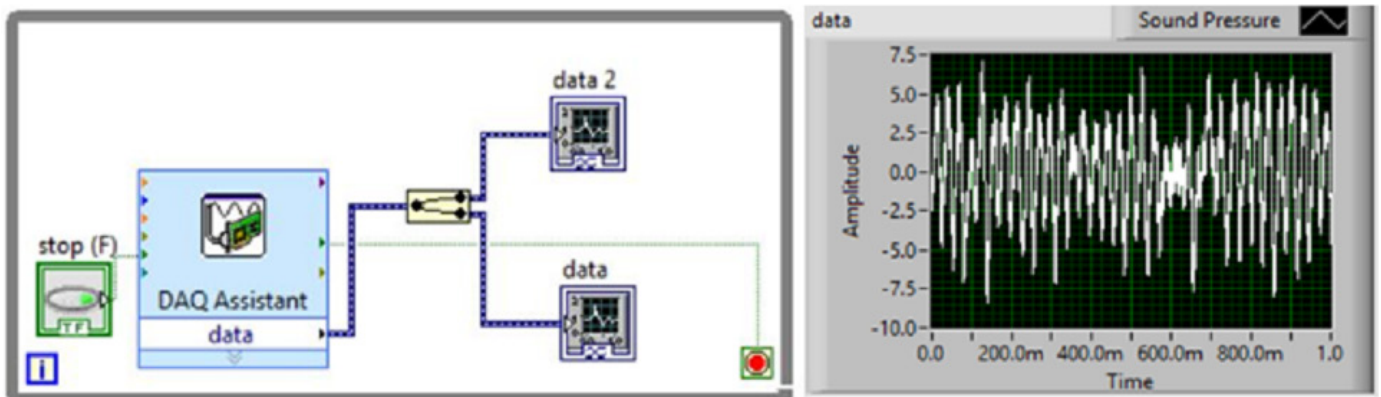 data 2
stop (F)
data
DAQ Assistant
TF
data
i
data
Sound Pressure
7.5
5.0
2.5
0.0
-2.5
-5.0
-7.5
-10.0
Amplitude
0.0 200.0m 400.0m 600.0m 800.0m 1.0
Time